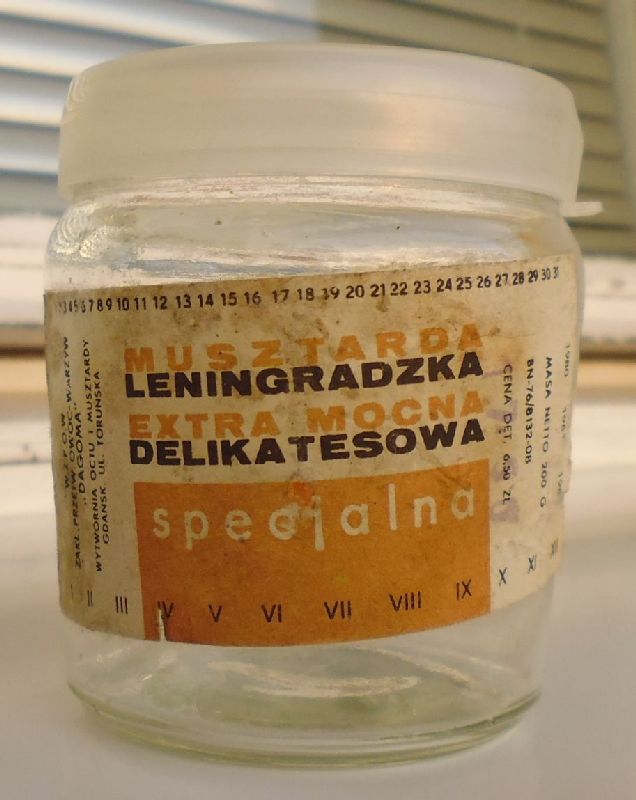 3 4 5 6 7 8 9 10 11 12 13 14 15 16 17 18 19 20 21 22 23 24 25 26 27 28 29 30 31
MUSZTARDA
LENINGRADZKA
EXTRA MOCNA
DELIKATESOWA
specjalna
I II III IV V VI VII VIII IX X XI XII
WZPOW
ZAKŁ. PRZETW. OWOC.-WARZYW
„DAGOMA"
WYTWÓRNIA OCTU I MUSZTARDY
GDAŃSK UL. TORUŃSKA
CENA DET. 6,50 ZŁ
BN-76/8132-08
MASA NETTO 200 G
1980